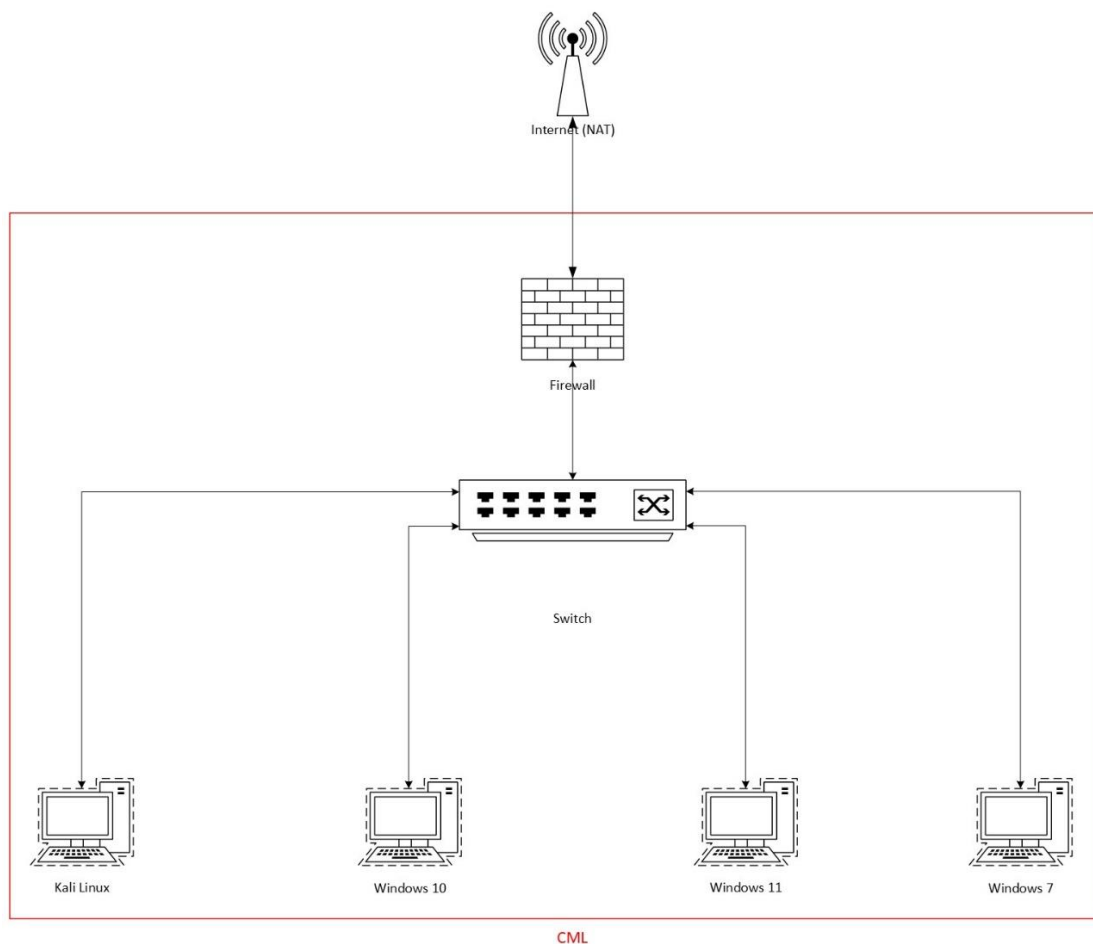 Internet (NAT)
Firewall
Switch
Kali Linux
Windows 10
Windows 11
Windows 7
CML